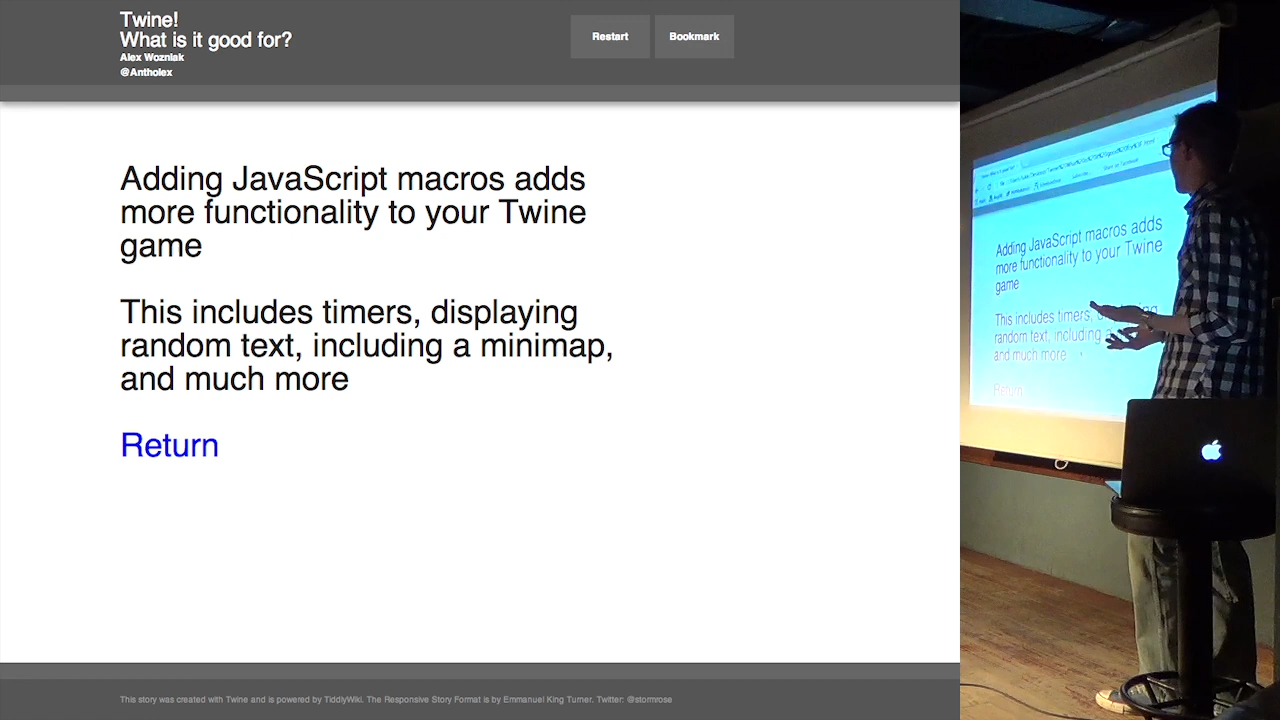 Twine!
What is it good for?
Alex Wozniak
@Antholex
Restart
Bookmark
Adding JavaScript macros adds
more functionality to your Twine
game
This includes timers, displaying
random text, including a minimap,
and much more
Return
This story was created with Twine and is powered by TiddlyWiki. The Responsive Story Format is by Emmanuel King Turner. Twitter: @stormrose
Adding JavaScript macros adds
more functionality to your Twine
game
This includes timers,
random text, including a
and much more
Return